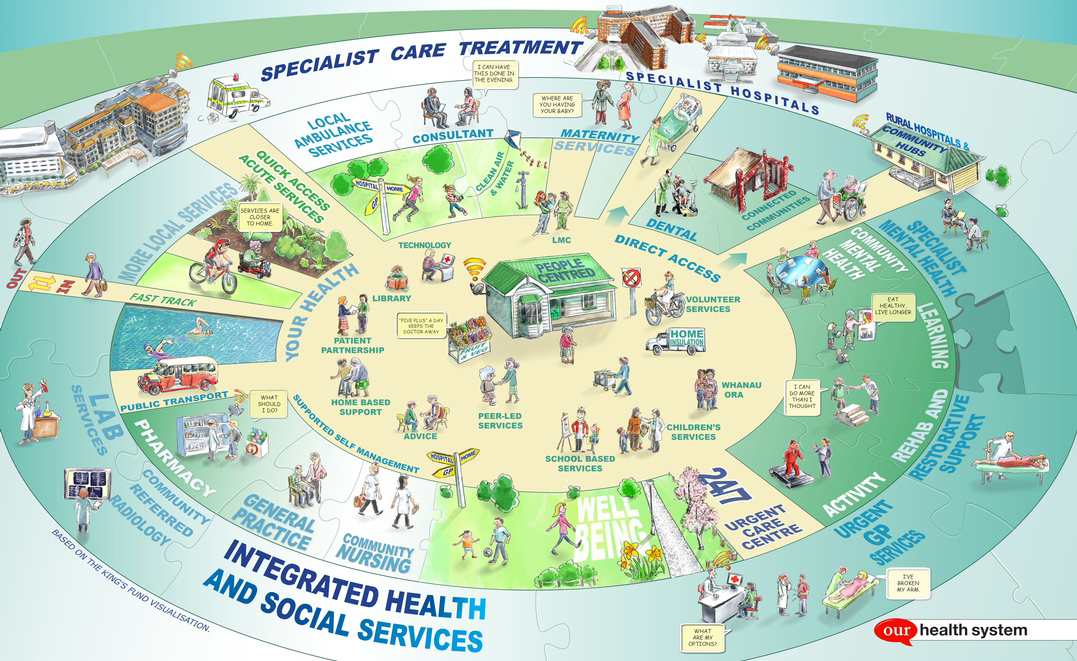 SPECIALIST CARE TREATMENT
SPECIALIST HOSPITALS
RURAL HOSPITALS &
COMMUNITY
HUBS
I CAN HAVE
THIS DONE IN
THE EVENING.
WHERE ARE
YOU HAVING
YOUR BABY?
LOCAL
AMBULANCE
SERVICES
CONSULTANT
MATERNITY
SERVICES
QUICK ACCESS
ACUTE SERVICES
HOSPITAL
HOME
GP
CLEAN AIR
& WATER
DENTAL
CONNECTED
COMMUNITIES
MORE LOCAL SERVICES
SERVICES ARE
CLOSER
TO HOME.
TECHNOLOGY
LMC
DIRECT ACCESS
COMMUNITY
MENTAL
HEALTH
SPECIALIST
MENTAL HEALTH
OUT
IN
FAST TRACK
YOUR HEALTH
LIBRARY
PEOPLE
CENTRED
VOLUNTEER
SERVICES
EAT
HEALTHY,
LIVE LONGER
LEARNING
"FIVE PLUS" A DAY
KEEPS THE
DOCTOR AWAY
FRUIT
& VEG
HOME
INSULATION
PATIENT
PARTNERSHIP
PUBLIC TRANSPORT
WHAT
SHOULD
I DO?
HOME BASED
SUPPORT
PEER-LED
SERVICES
WHANAU
ORA
I CAN
DO MORE
THAN I
THOUGHT
REHAB AND
RESTORATIVE
SUPPORT
LAB
SERVICES
PHARMACY
SUPPORTED SELF MANAGEMENT
ADVICE
SCHOOL BASED
SERVICES
CHILDREN'S
SERVICES
HOSPITAL
HOME
GP
COMMUNITY
REFERRED
RADIOLOGY
GENERAL
PRACTICE
COMMUNITY
NURSING
WELL
BEING
24/7
URGENT
CARE
CENTRE
ACTIVITY
URGENT
GP
SERVICES
I'VE
BROKEN
MY ARM.
WHAT
ARE MY
OPTIONS?
BASED ON THE KING'S FUND VISUALISATION.
INTEGRATED HEALTH
AND SOCIAL SERVICES
our health system